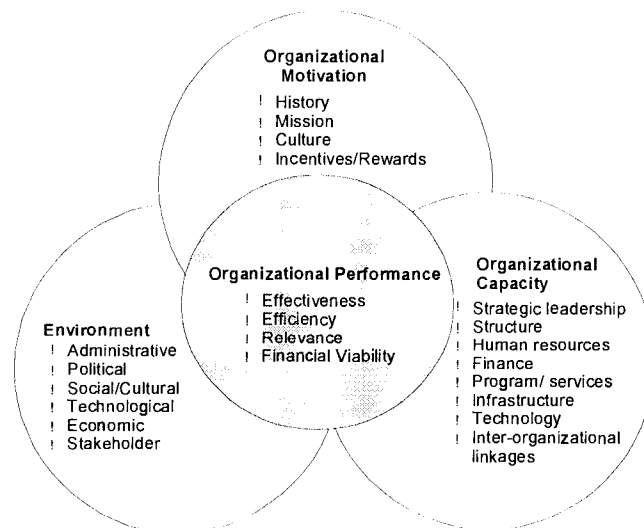 Organizational
Motivation
! History
! Mission
! Culture
! Incentives/Rewards
Organizational Performance
! Effectiveness
! Efficiency
! Relevance
! Financial Viability
Organizational
Capacity
! Strategic leadership
! Structure
! Human resources
! Finance
! Program/ services
! Infrastructure
! Technology
! Inter-organizational
linkages
Environment
! Administrative
! Political
! Social/Cultural
! Technological
! Economic
! Stakeholder